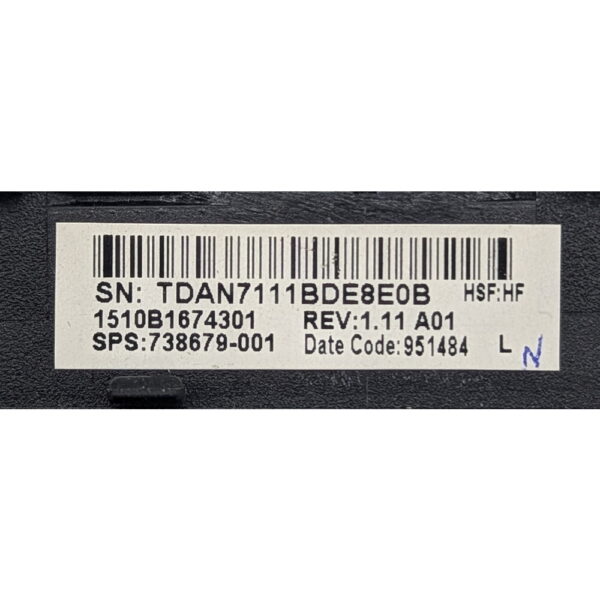 SN: TDAN7111BDE8E0B HSF:HF
1510B1674301 REV:1.11 A01
SPS:738679-001 Date Code:951484 L N